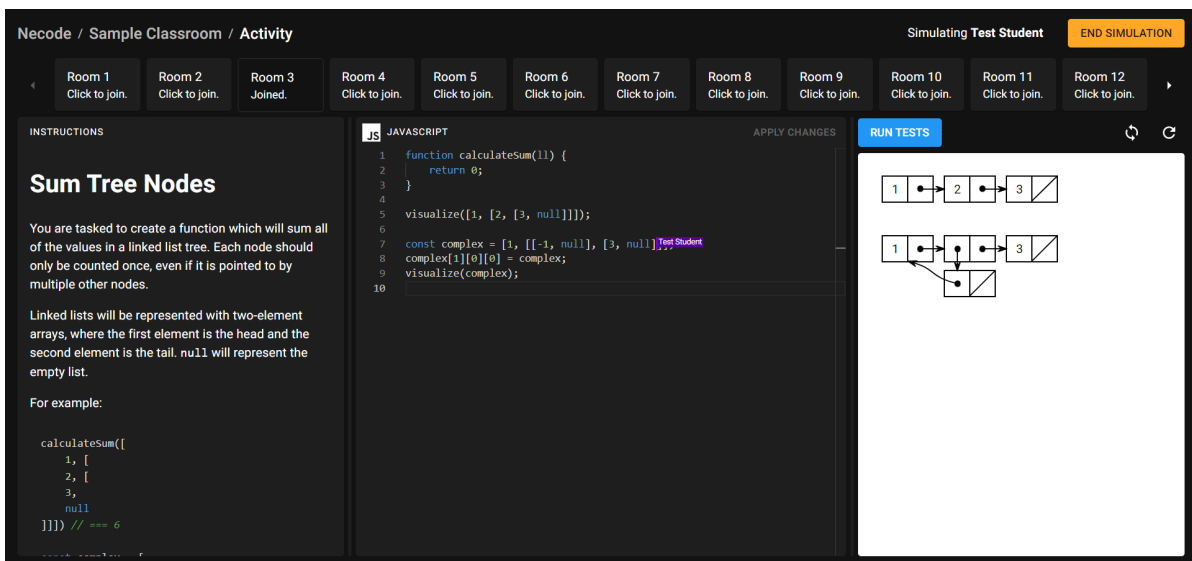 Necode / Sample Classroom / Activity
Simulating Test Student
END SIMULATION
Room 1
Click to join.
Room 2
Click to join.
Room 3
Joined.
Room 4
Click to join.
Room 5
Click to join.
Room 6
Click to join.
Room 7
Click to join.
Room 8
Click to join.
Room 9
Click to join.
Room 10
Click to join.
Room 11
Click to join.
Room 12
Click to join.
INSTRUCTIONS
Sum Tree Nodes
You are tasked to create a function which will sum all
of the values in a linked list tree. Each node should
only be counted once, even if it is pointed to by
multiple other nodes.
Linked lists will be represented with two-element
arrays, where the first element is the head and the
second element is the tail. null will represent the
empty list.
For example:
calculateSum([
1, [
2, [
3,
null
]]]) // === 6
JS JAVASCRIPT
APPLY CHANGES
1 function calculateSum(ll) {
2 return 0;
3 }
4
5 visualize([1, [2, [3, null]]]);
6
7 const complex = [1, [[-1, null], [3, null]
Test Student
8 complex[1][0][0] = complex;
9 visualize(complex);
10
RUN TESTS
1 2 3
1 3